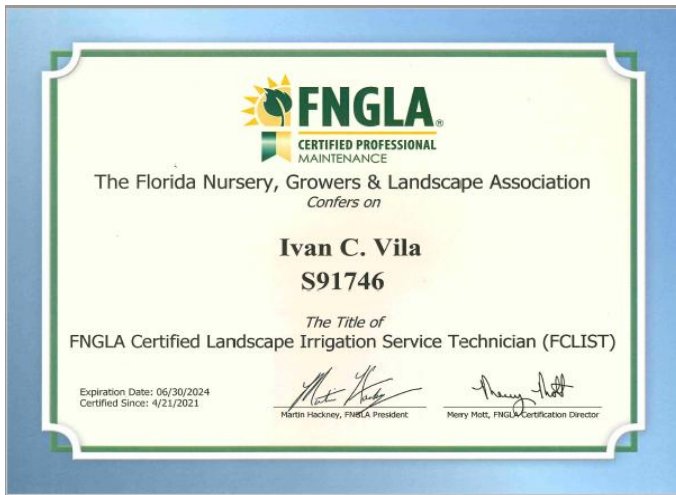 FNGLA®
CERTIFIED PROFESSIONAL
MAINTENANCE
The Florida Nursery, Growers & Landscape Association
Confers on
Ivan C. Vila
S91746
The Title of
FNGLA Certified Landscape Irrigation Service Technician (FCLIST)
Expiration Date: 06/30/2024
Certified Since: 4/21/2021
Martin Hackney, FNGLA President
Merry Mott, FNGLA Certification Director